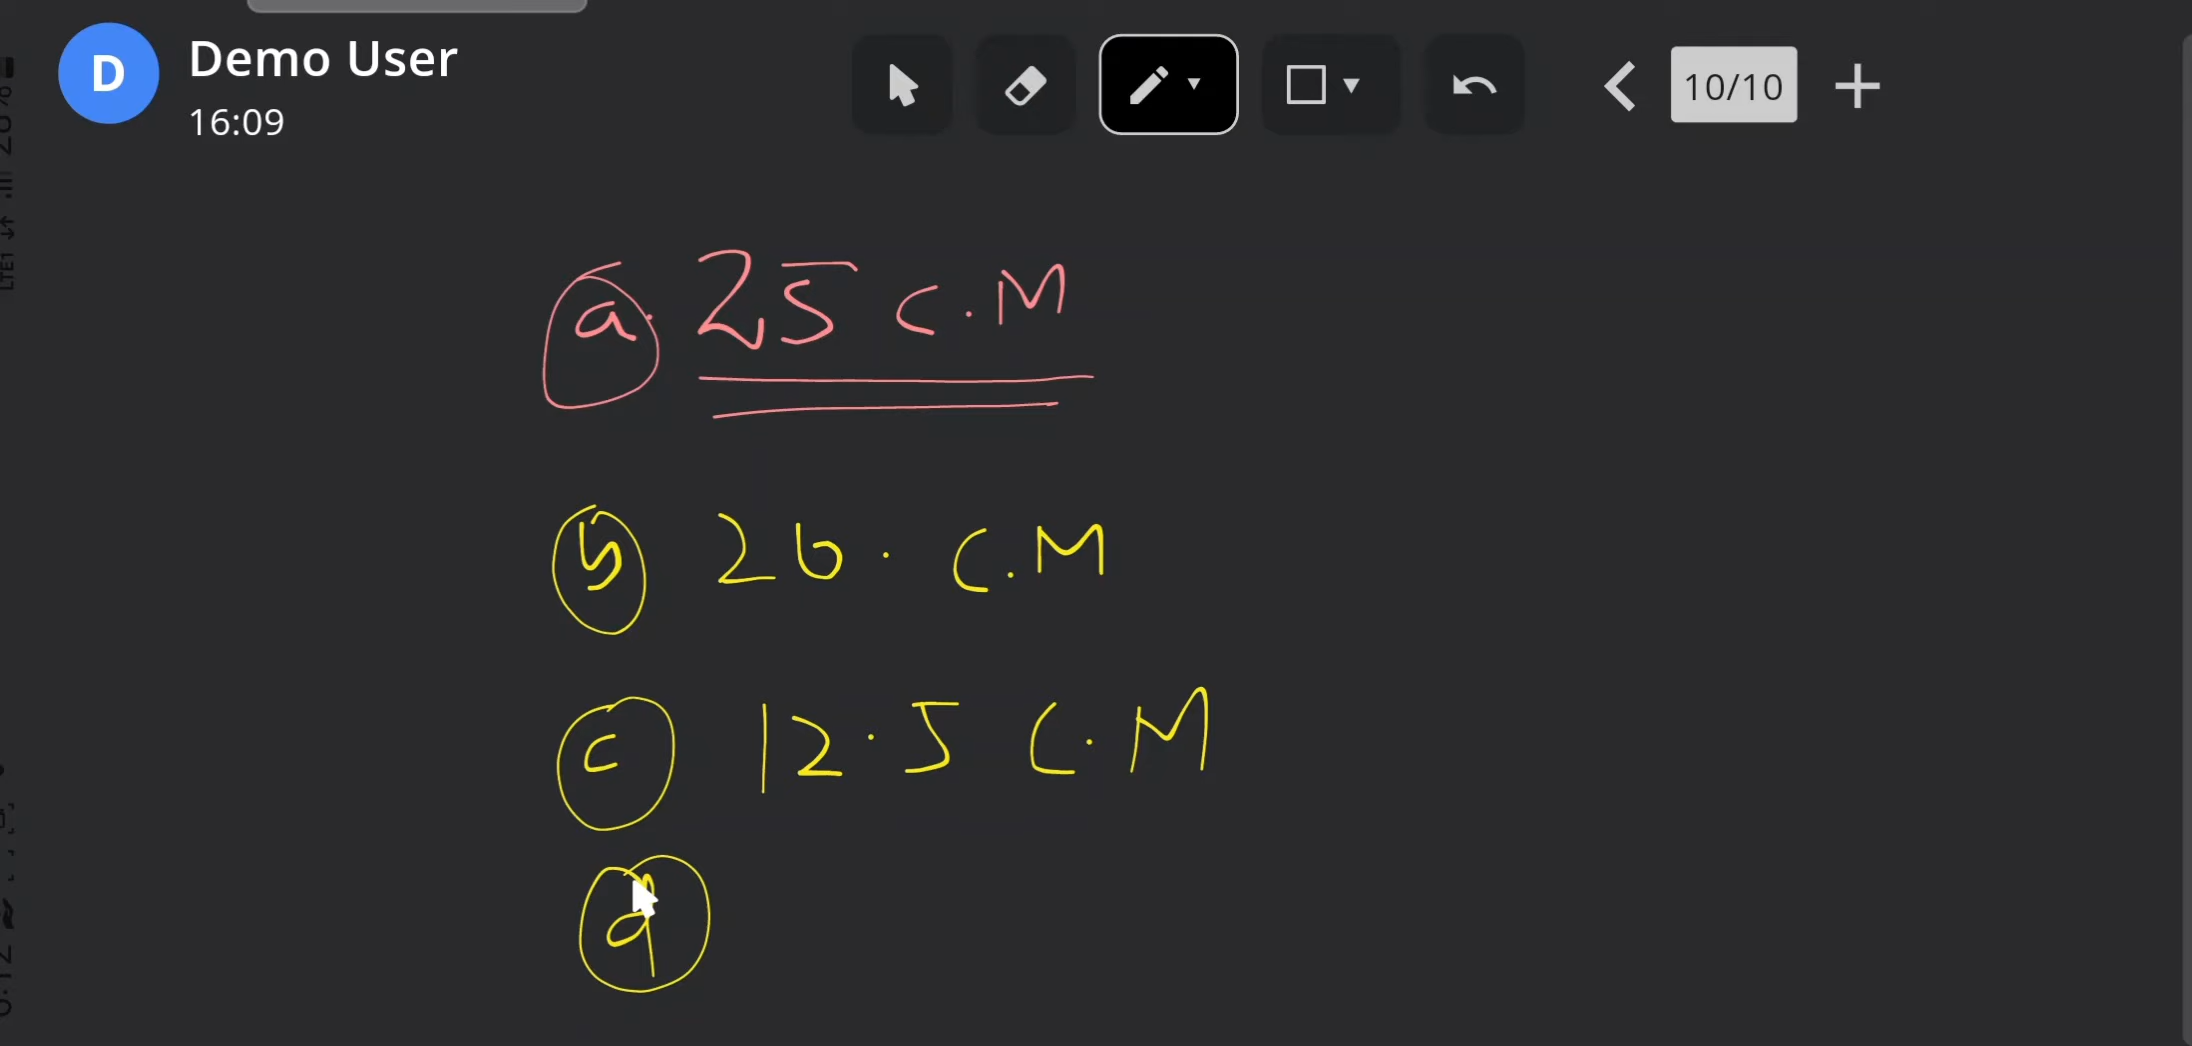 D Demo User
16:09
10/10
a. 25 C.M
b 26. C.M
c 12.5 C.M
d